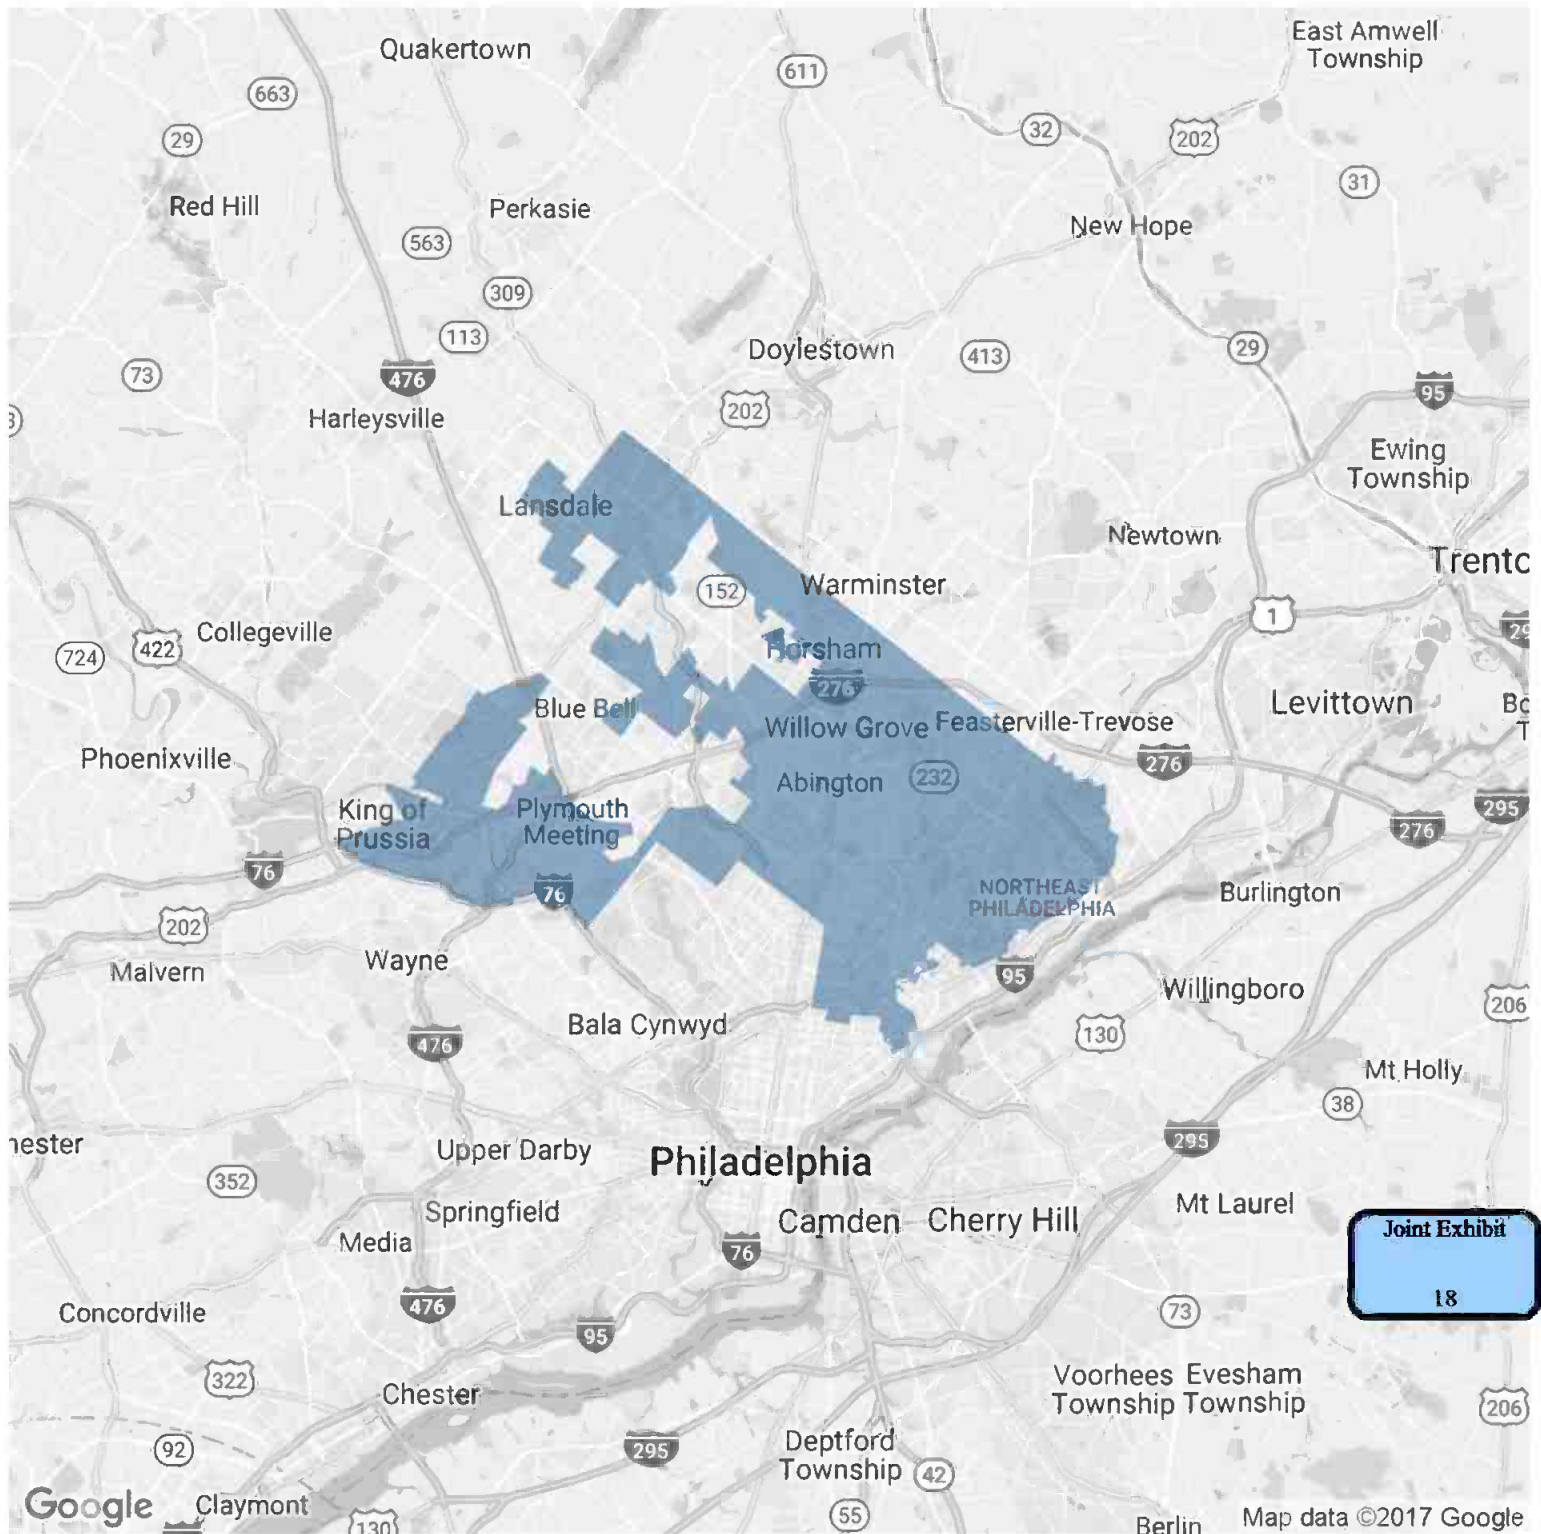 Quakertown
East Amwell
Township
611
663
32
202
29
31
Red Hill
Perkasie
New Hope
563
309
113
29
Doylestown
413
73
476
95
202
Harleysville
Ewing
Township
Lansdale
Newtown
Trento
Warminster
152
1
Collegeville
422
724
Horsham
276
Levittown
Blue Bell
Willow Grove
Feasterville-Trevose
Phoenixville
276
Abington
232
King of
Prussia
Plymouth
Meeting
295
276
76
76
NORTHEAST
PHILADELPHIA
Burlington
202
Wayne
Malvern
95
Willingboro
206
Bala Cynwyd
130
476
Mt Holly
38
hester
Upper Darby
295
Philadelphia
352
Mt Laurel
Springfield
Camden
Cherry Hill
Media
76
Joint Exhibit
18
476
Concordville
73
95
322
Voorhees
Township
Evesham
Township
Chester
206
92
295
Deptford
Township
42
Google
Claymont
130
55
Berlin
Map data ©2017 Google